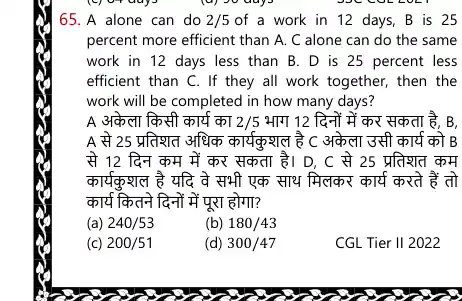 65. A alone can do 2/5 of a work in 12 days, B is 25
percent more efficient than A. C alone can do the same
work in 12 days less than B. D is 25 percent less
efficient than C. If they all work together, then the
work will be completed in how many days?
A अकेला किसी कार्य का 2/5 भाग 12 दिनों में कर सकता है, B,
A से 25 प्रतिशत अधिक कार्यकुशल है C अकेला उसी कार्य को B
से 12 दिन कम में कर सकता है। D, C से 25 प्रतिशत कम
कार्यकुशल है यदि वे सभी एक साथ मिलकर कार्य करते हैं तो
कार्य कितने दिनों में पूरा होगा?
(a) 240/53 (b) 180/43
(c) 200/51 (d) 300/47 CGL Tier II 2022